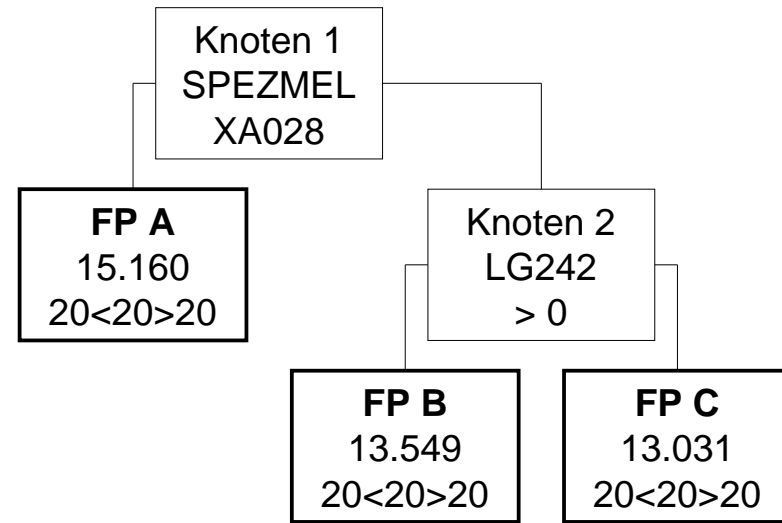 Knoten 1
SPEZMEL
XA028
FP A
15.160
20<20>20
Knoten 2
LG242
> 0
FP B
13.549
20<20>20
FP C
13.031
20<20>20